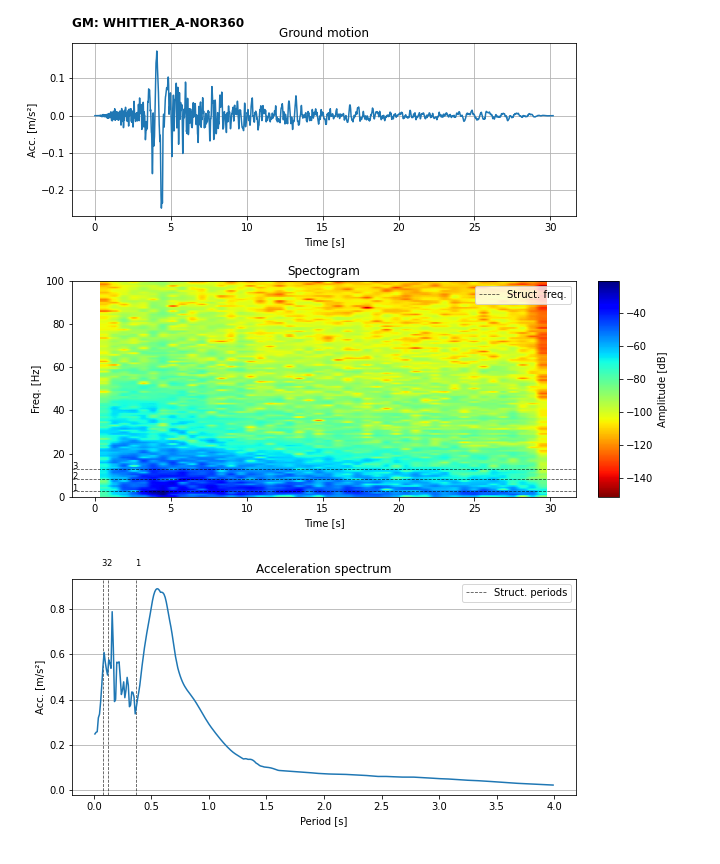 GM: WHITTIER_A-NOR360
Ground motion
Acc. [m/s²]
0.1
0.0
−0.1
−0.2
0 5 10 15 20 25 30
Time [s]
Spectogram
Freq. [Hz]
100
80
60
40
20
0
3
2
1
Struct. freq.
0 5 10 15 20 25 30
Time [s]
−40
−60
−80
−100
−120
−140
Amplitude [dB]
32 1
Acceleration spectrum
Acc. [m/s²]
0.8
0.6
0.4
0.2
0.0
Struct. periods
0.0 0.5 1.0 1.5 2.0 2.5 3.0 3.5 4.0
Period [s]